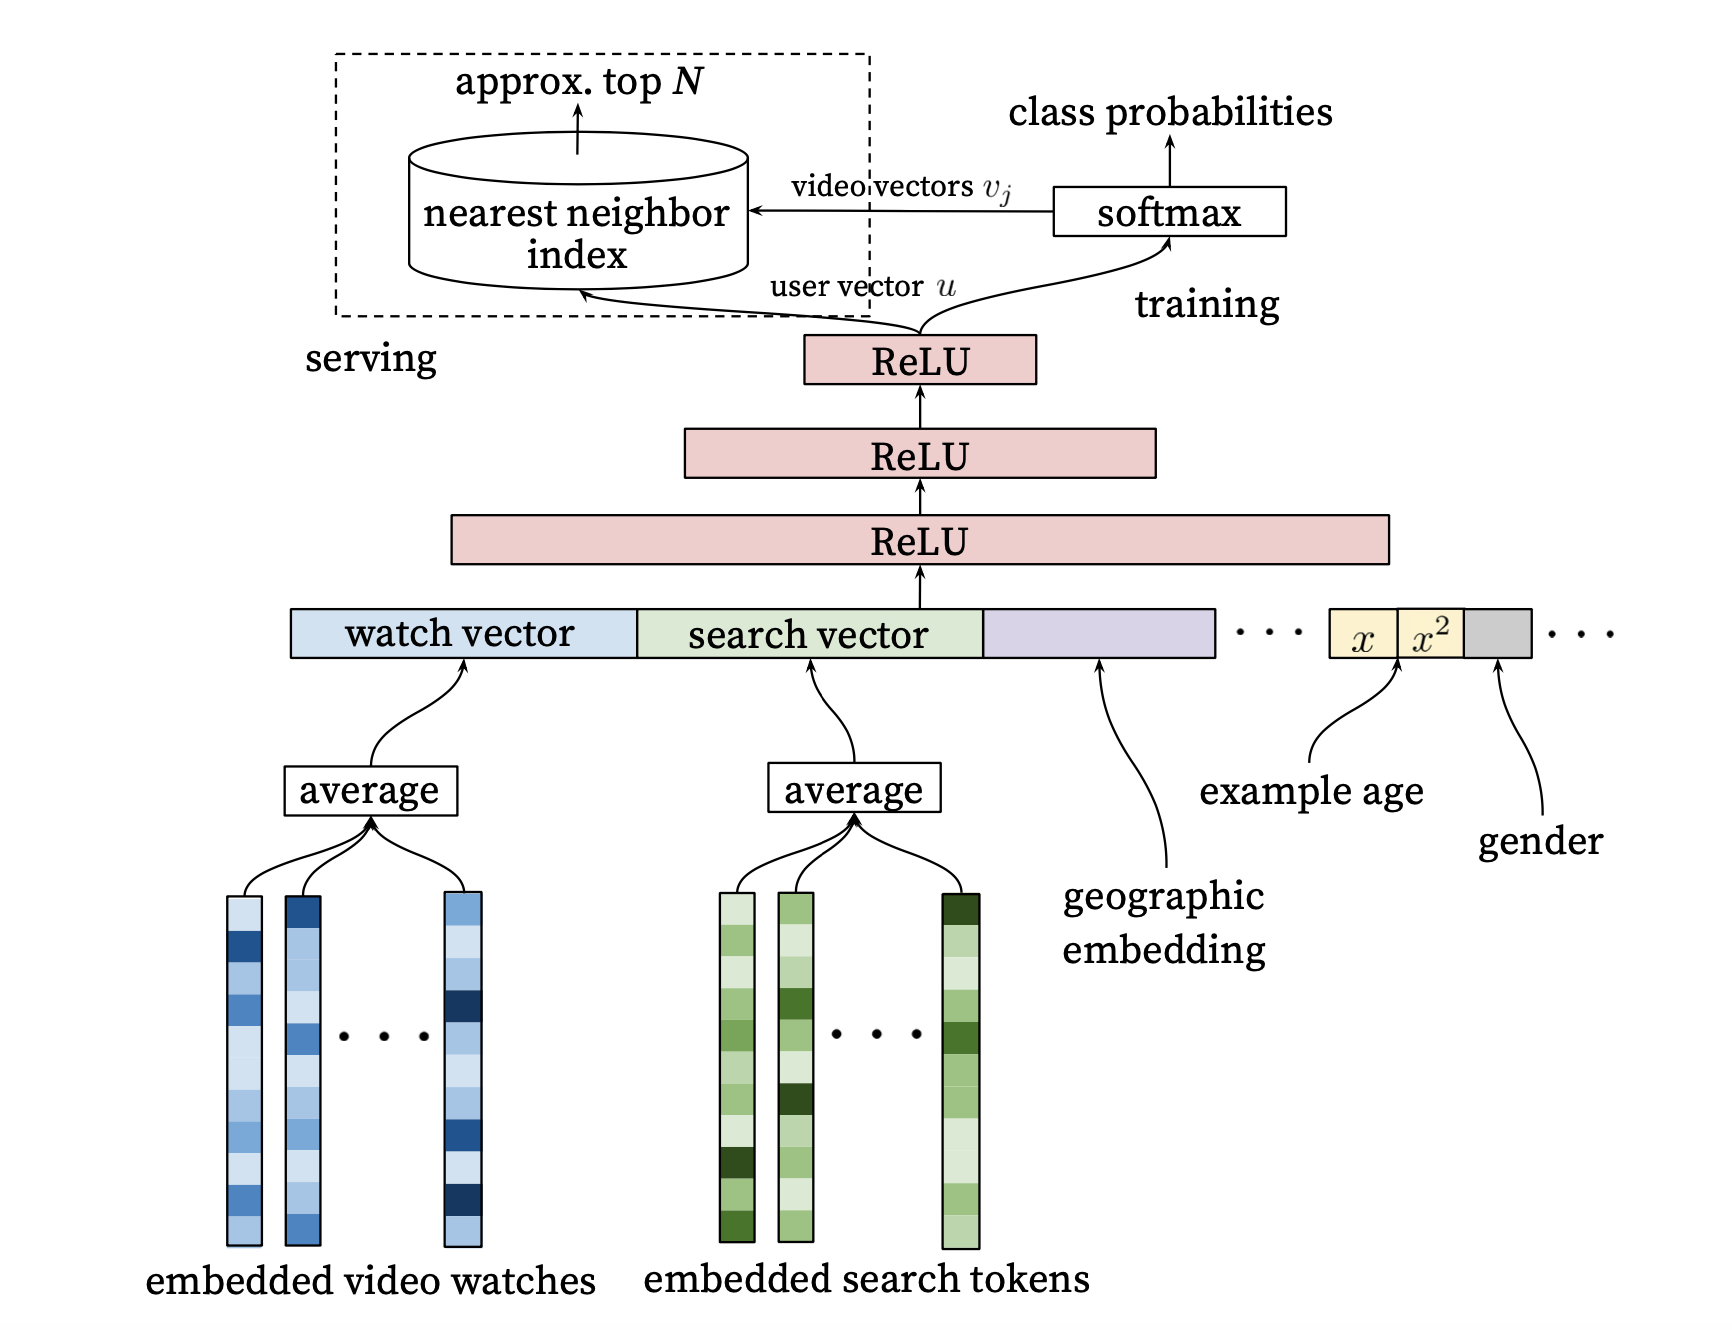 approx. top N
class probabilities
video vectors v_j
nearest neighbor
index
softmax
user vector u
training
serving
ReLU
ReLU
ReLU
watch vector
search vector
. . .
x
x²
. . .
average
average
example age
gender
geographic
embedding
. . .
. . .
embedded video watches
embedded search tokens